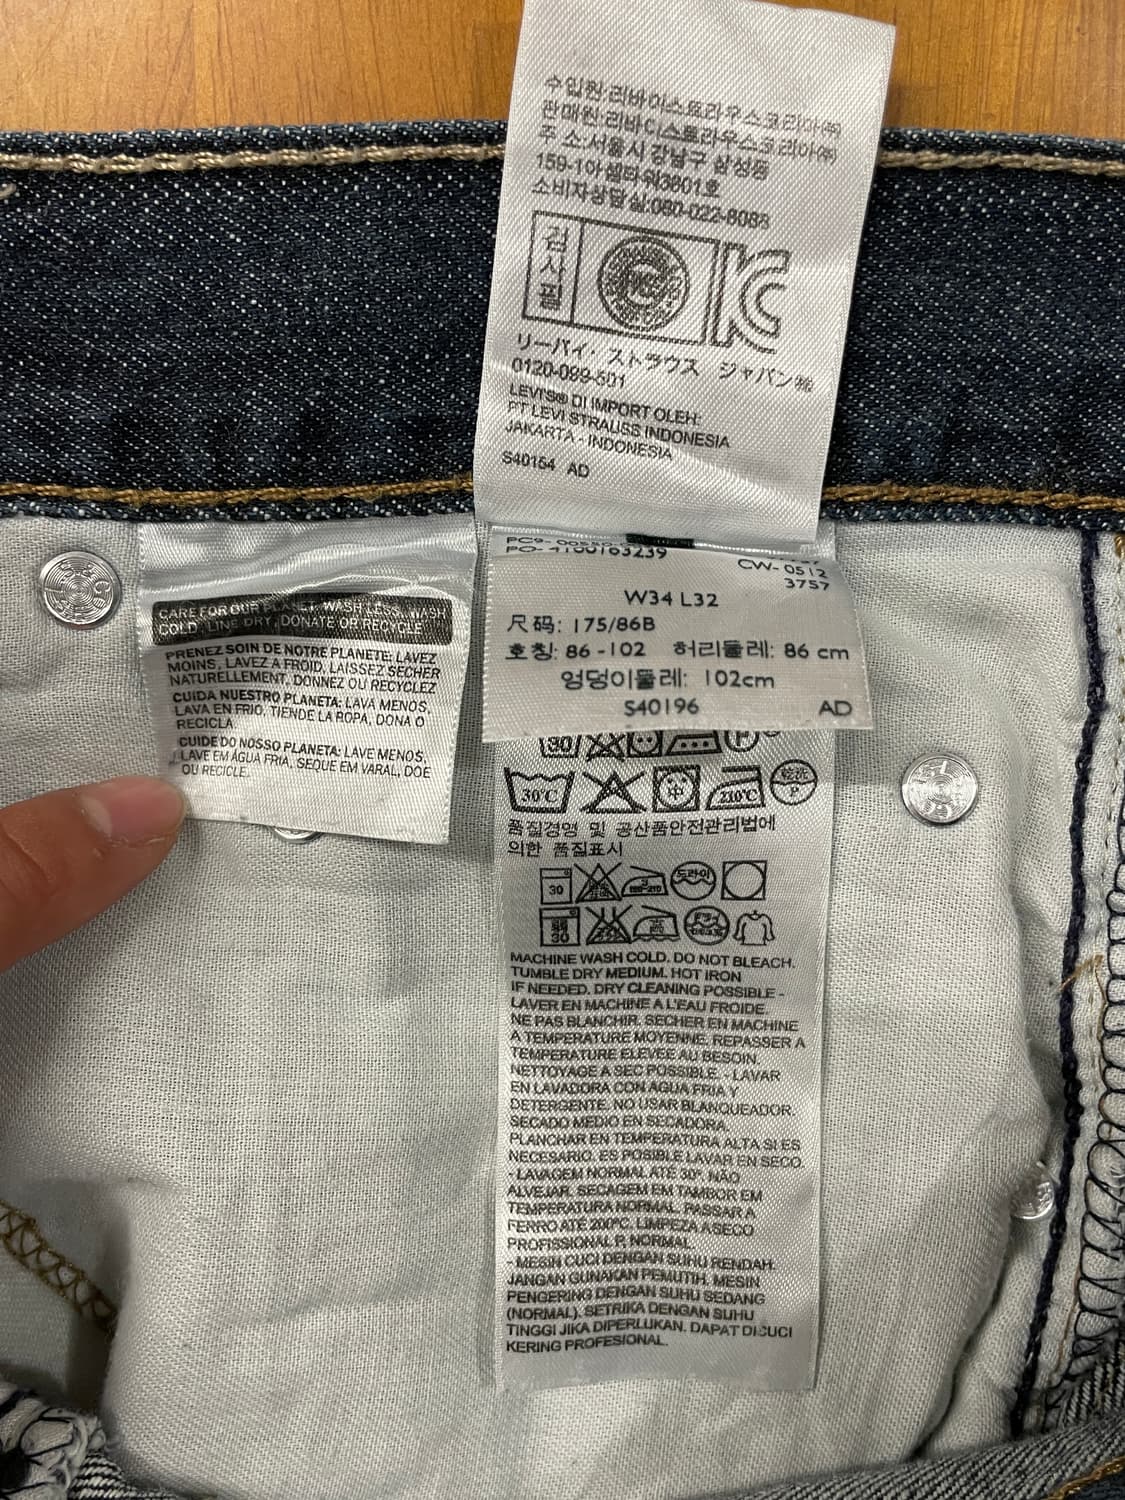 수입원:리바이스트라우스코리아㈜
판매원:리바이스트라우스코리아㈜
주 소:서울시 강남구 삼성동
159-1아셈타워3801호
소비자상담실:080-022-8088
검사필
リーバイ・ストラウス ジャパン㈱
0120-099-501
LEVI'S® DI IMPORT OLEH:
PT LEVI STRAUSS INDONESIA
JAKARTA - INDONESIA
S40154 AD
CARE FOR OUR PLANET: WASH LESS, WASH
COLD, LINE DRY, DONATE OR RECYCLE
PRENEZ SOIN DE NOTRE PLANETE: LAVEZ
MOINS, LAVEZ A FROID, LAISSEZ SÉCHER
NATURELLEMENT, DONNEZ OU RECYCLEZ
CUIDA NUESTRO PLANETA: LAVA MENOS,
LAVA EN FRIO, TIENDE LA ROPA, DONA O
RECICLA.
CUIDE DO NOSSO PLANETA: LAVE MENOS,
LAVE EM ÁGUA FRIA, SEQUE EM VARAL, DOE
OU RECICLE.
PO- 4100163239
CW- 0512
3757
W34 L32
尺码: 175/86B
호칭: 86 -102 허리둘레: 86 cm
엉덩이둘레: 102cm
S40196 AD
30 P
30℃ 中 210℃ 乾洗 P
품질경영 및 공산품안전관리법에
의한 품질표시
30 드라이
30
MACHINE WASH COLD. DO NOT BLEACH.
TUMBLE DRY MEDIUM. HOT IRON
IF NEEDED. DRY CLEANING POSSIBLE -
LAVER EN MACHINE A L'EAU FROIDE.
NE PAS BLANCHIR. SECHER EN MACHINE
A TEMPERATURE MOYENNE. REPASSER A
TEMPERATURE ELEVEE AU BESOIN.
NETTOYAGE A SEC POSSIBLE. - LAVAR
EN LAVADORA CON AGUA FRIA Y
DETERGENTE. NO USAR BLANQUEADOR.
SECADO MEDIO EN SECADORA.
PLANCHAR EN TEMPERATURA ALTA SI ES
NECESARIO. ES POSIBLE LAVAR EN SECO.
- LAVAGEM NORMAL ATÉ 30°. NÃO
ALVEJAR. SECAGEM EM TAMBOR EM
TEMPERATURA NORMAL. PASSAR A
FERRO ATÉ 200ºC. LIMPEZA A SECO
PROFISSIONAL P, NORMAL
- MESIN CUCI DENGAN SUHU RENDAH.
JANGAN GUNAKAN PEMUTIH. MESIN
PENGERING DENGAN SUHU SEDANG
(NORMAL). SETRIKA DENGAN SUHU
TINGGI JIKA DIPERLUKAN. DAPAT DICUCI
KERING PROFESIONAL.